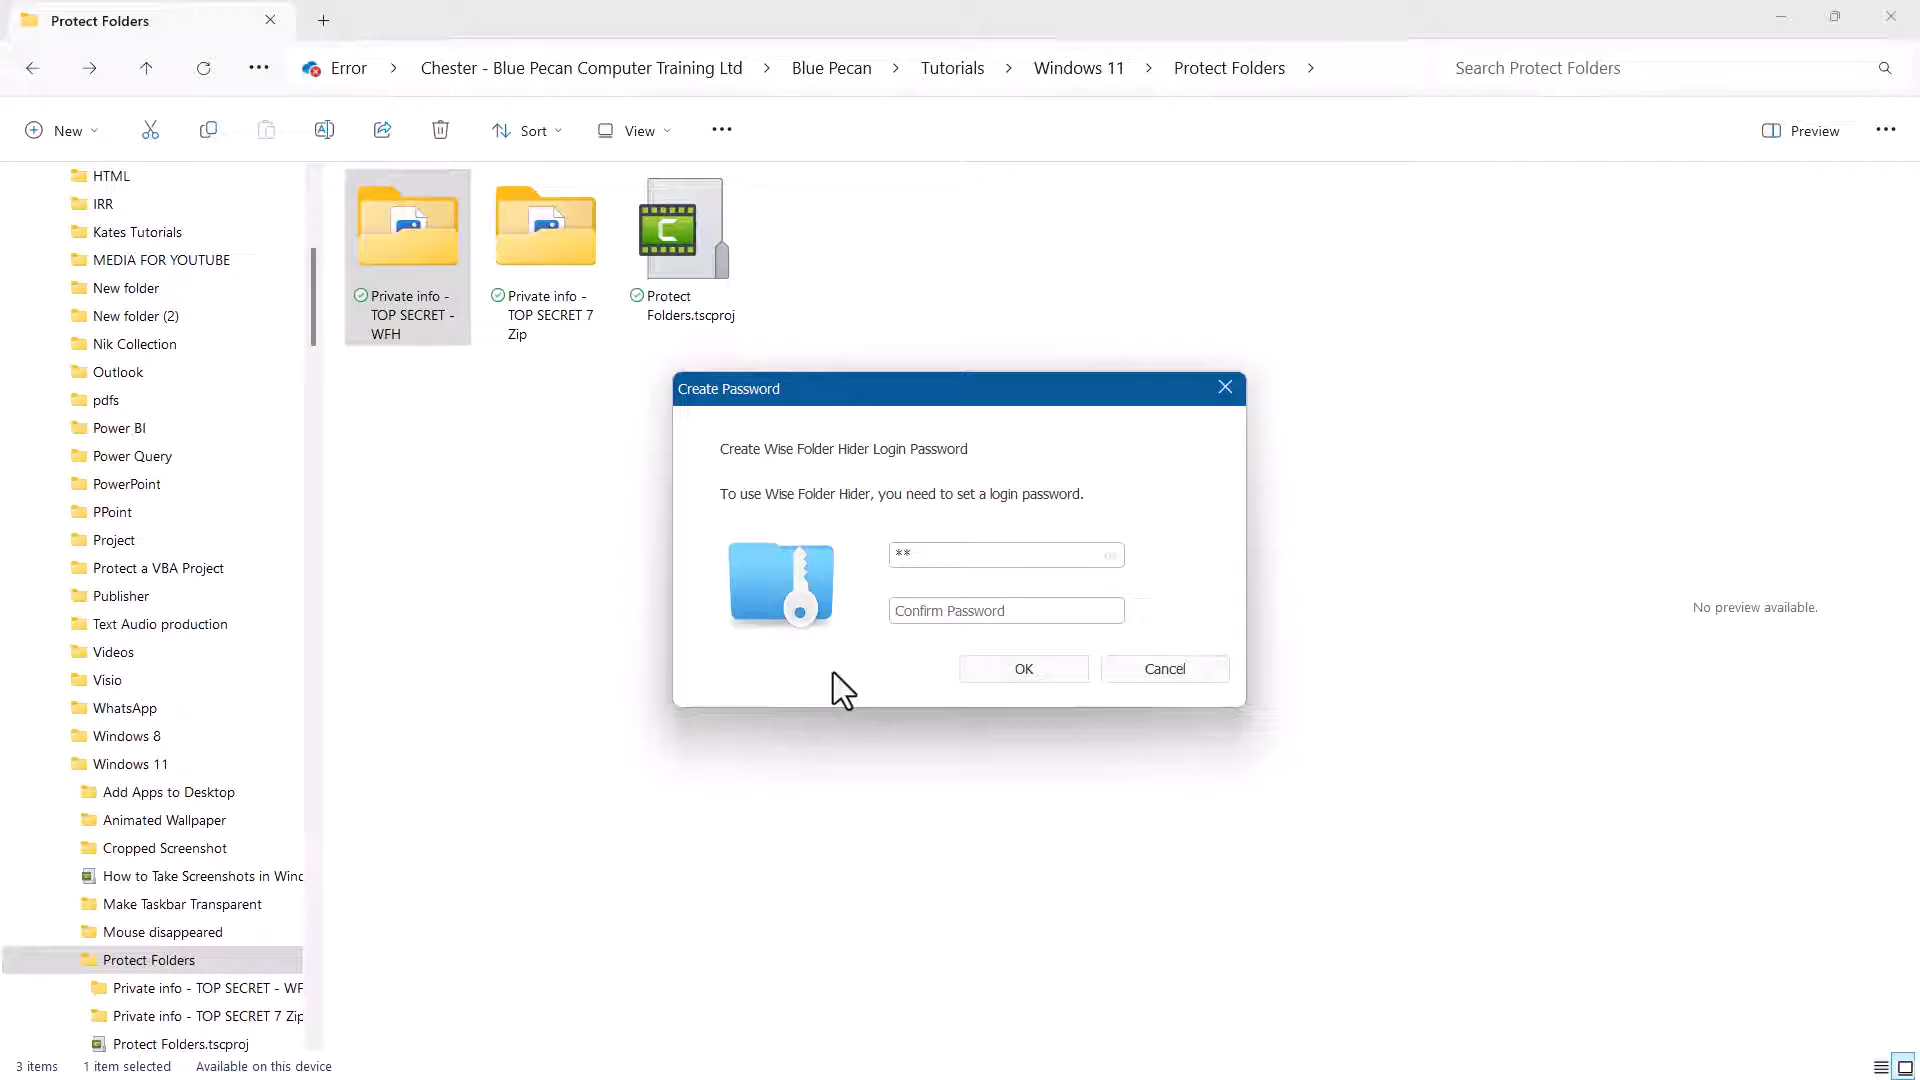 Protect Folders
Error > Chester - Blue Pecan Computer Training Ltd > Blue Pecan > Tutorials > Windows 11 > Protect Folders >
Search Protect Folders
New
Sort
View
Preview
HTML
IRR
Kates Tutorials
MEDIA FOR YOUTUBE
New folder
New folder (2)
Nik Collection
Outlook
pdfs
Power BI
Power Query
PowerPoint
PPoint
Project
Protect a VBA Project
Publisher
Text Audio production
Videos
Visio
WhatsApp
Windows 8
Windows 11
Add Apps to Desktop
Animated Wallpaper
Cropped Screenshot
How to Take Screenshots in Wind
Make Taskbar Transparent
Mouse disappeared
Protect Folders
Private info - TOP SECRET - WF
Private info - TOP SECRET 7 Zip
Protect Folders.tscproj
Private info -
TOP SECRET -
WFH
Private info -
TOP SECRET 7
Zip
Protect
Folders.tscproj
Create Password
Create Wise Folder Hider Login Password
To use Wise Folder Hider, you need to set a login password.
**
Confirm Password
OK
Cancel
No preview available.
3 items
1 item selected
Available on this device